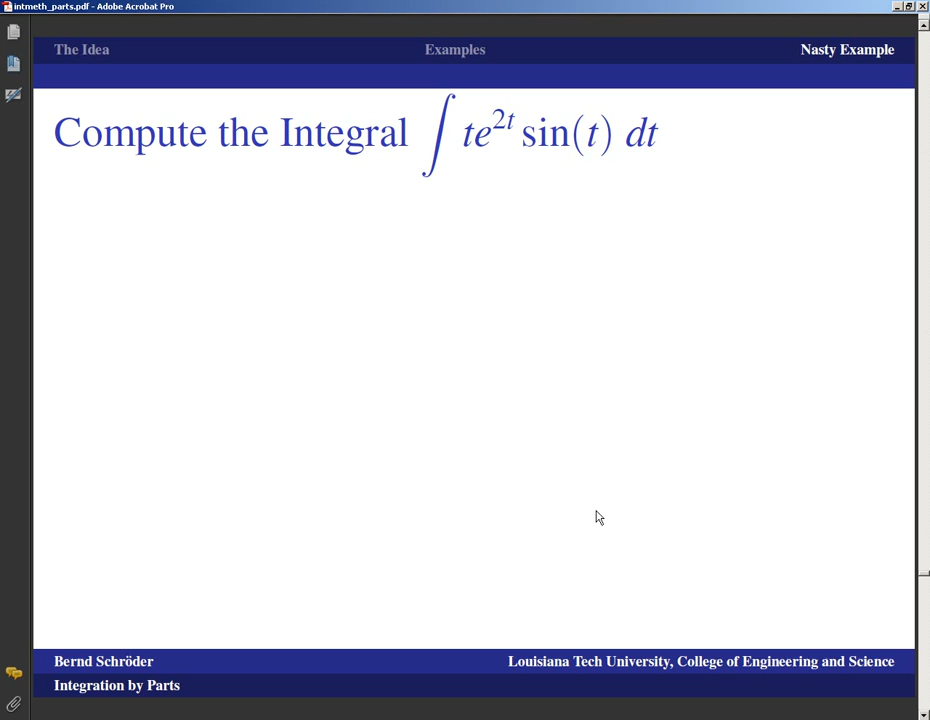 intmeth_parts.pdf - Adobe Acrobat Pro
The Idea Examples Nasty Example
Compute the Integral ∫ te^{2t} sin(t) dt
Bernd Schröder Louisiana Tech University, College of Engineering and Science
Integration by Parts